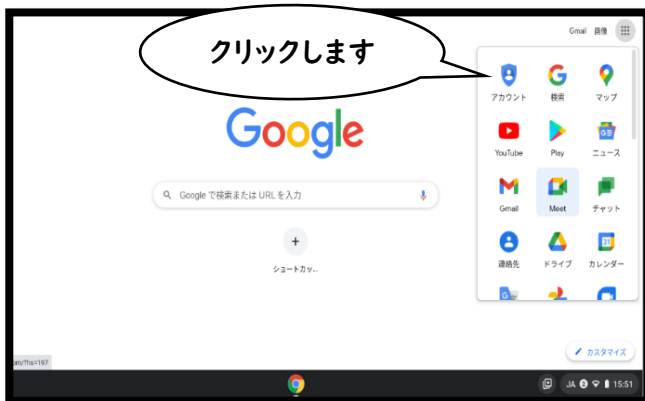 クリックします
Gmail 画像
アカウント 検索 マップ
Google
YouTube Play ニュース
Google で検索または URL を入力
Gmail Meet チャット
連絡先 ドライブ カレンダー
ショートカッ...
カスタマイズ
om/?hs=197
JA 15:51